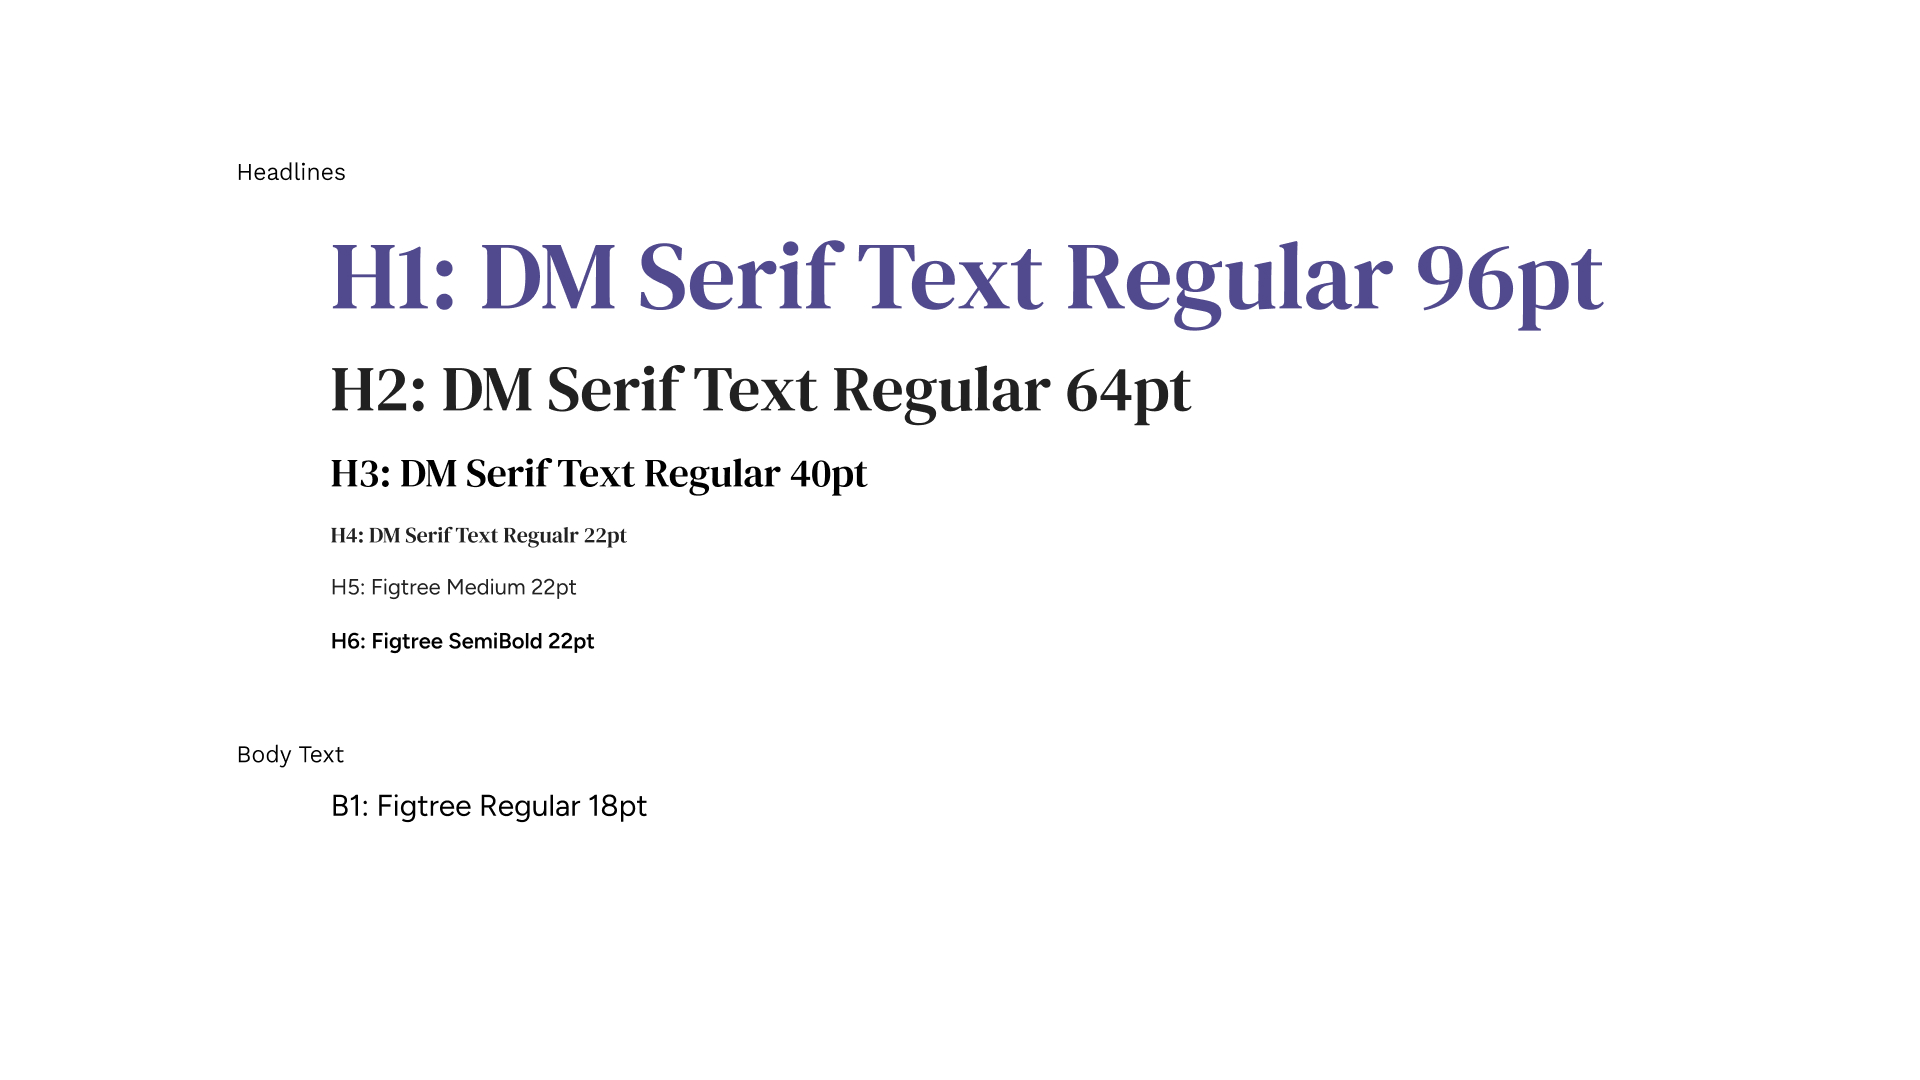 Headlines
H1: DM Serif Text Regular 96pt
H2: DM Serif Text Regular 64pt
H3: DM Serif Text Regular 40pt
H4: DM Serif Text Regualr 22pt
H5: Figtree Medium 22pt
H6: Figtree SemiBold 22pt
Body Text
B1: Figtree Regular 18pt